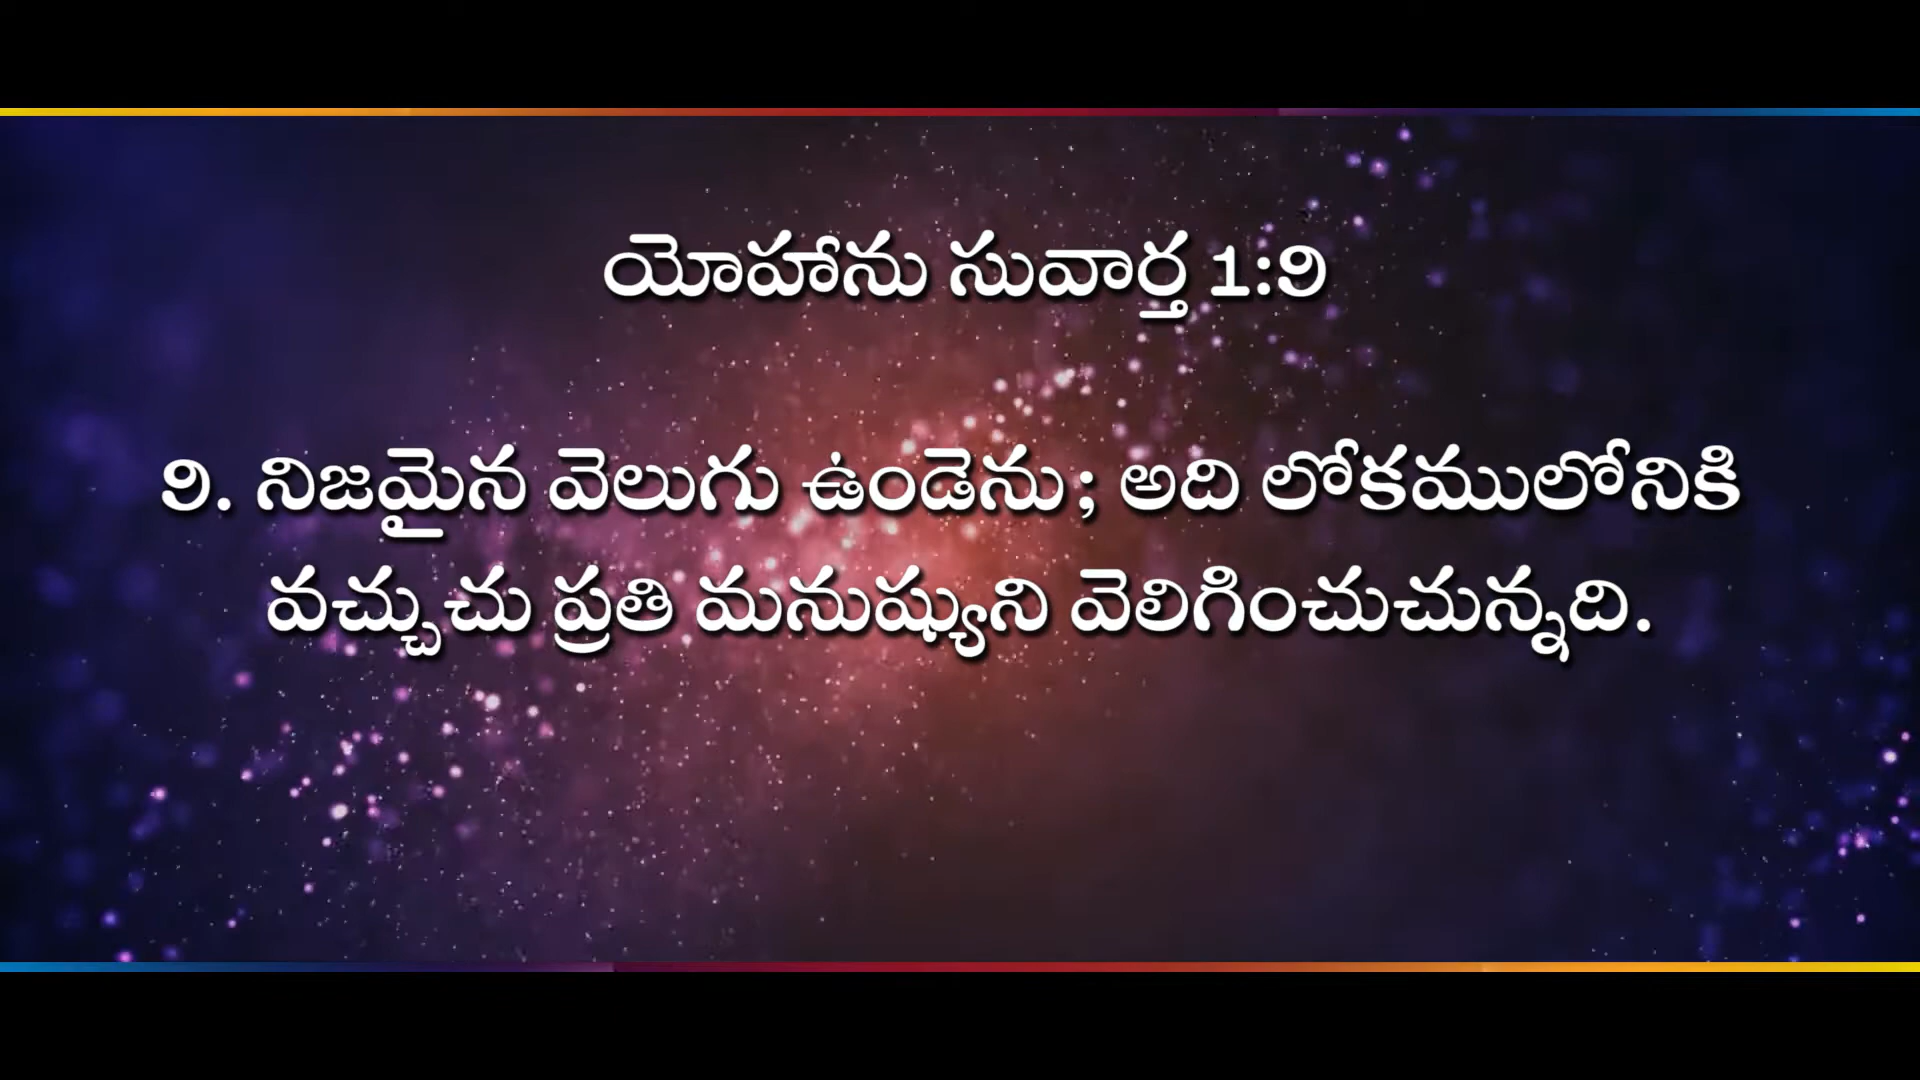 యోహాను సువార్త 1:9
9. నిజమైన వెలుగు ఉండెను; అది లోకములోనికి
వచ్చుచు ప్రతి మనుష్యుని వెలిగించుచున్నది.